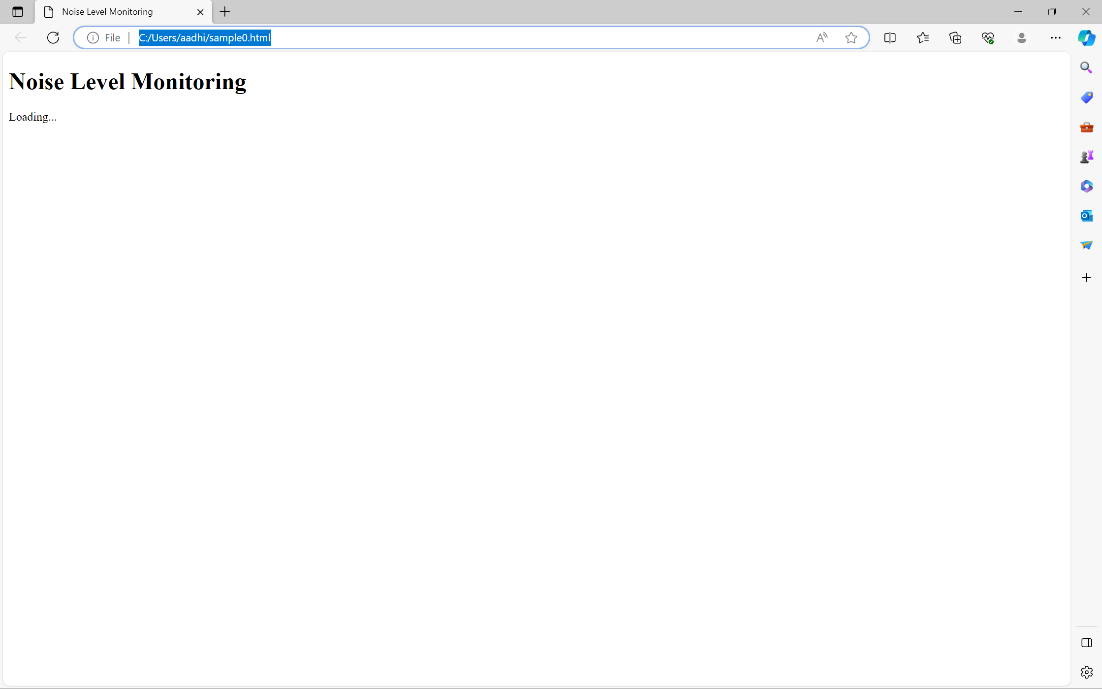 Noise Level Monitoring
File | C:/Users/aadhi/sample0.html
Noise Level Monitoring
Loading...